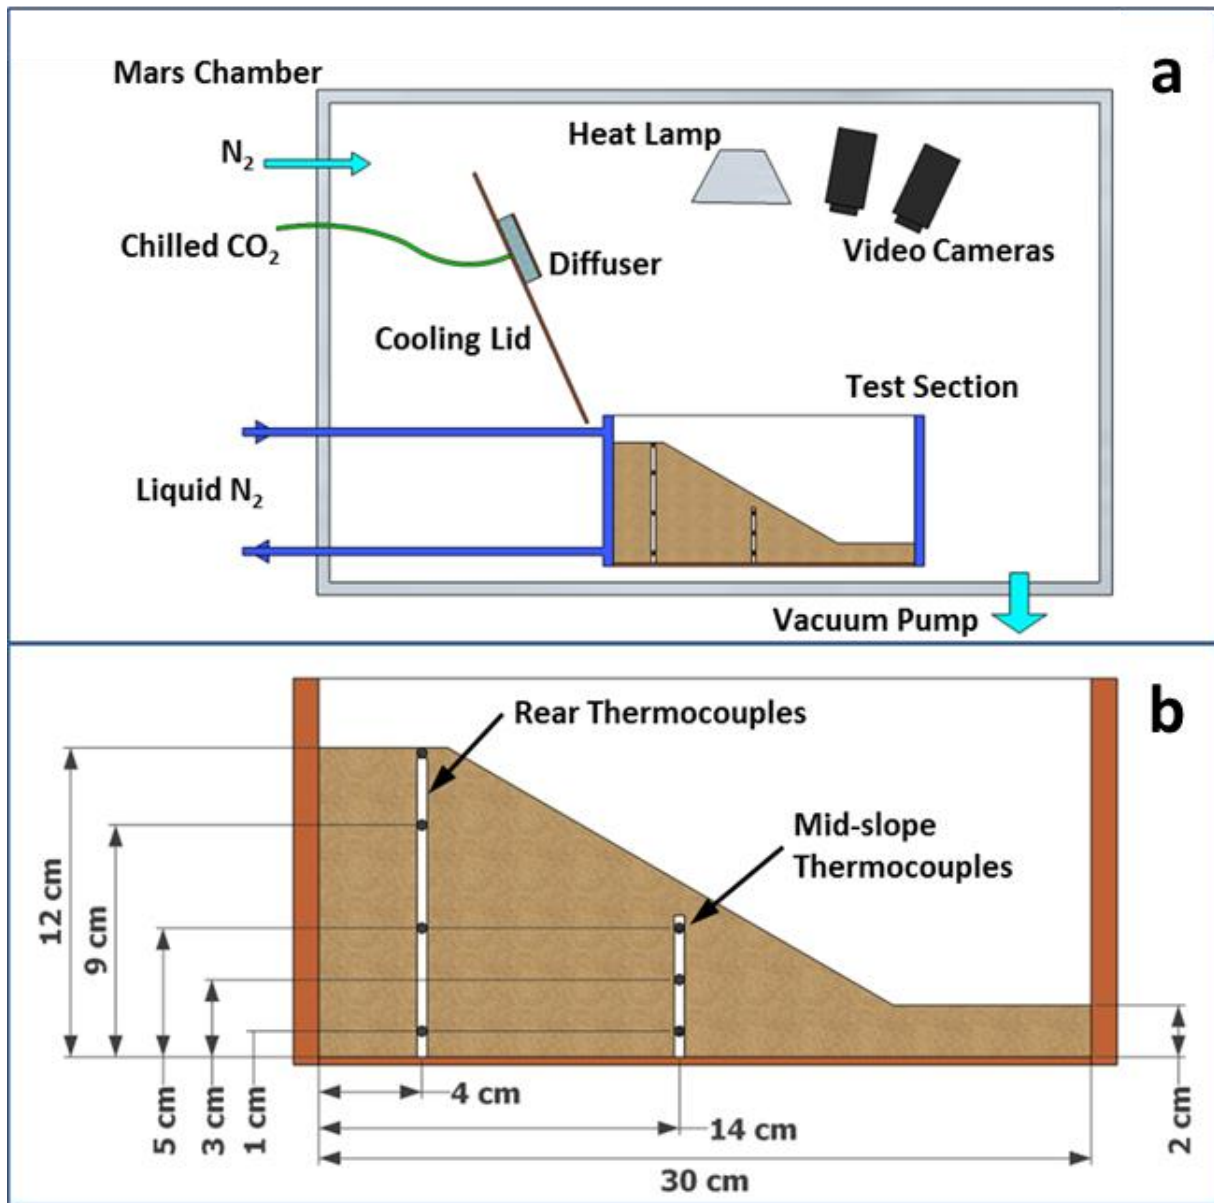 a
Mars Chamber
N2
Heat Lamp
Chilled CO2
Diffuser
Video Cameras
Cooling Lid
Test Section
Liquid N2
Vacuum Pump
b
Rear Thermocouples
Mid-slope
Thermocouples
12 cm
9 cm
5 cm
3 cm
1 cm
4 cm
14 cm
30 cm
2 cm